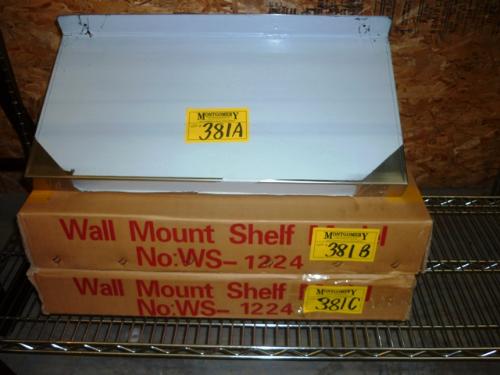 MONTGOMERY
381A
Wall Mount Shelf
No:WS-1224
MONTGOMERY
381B
Wall Mount Shelf
No:WS-1224
MONTGOMERY
381C